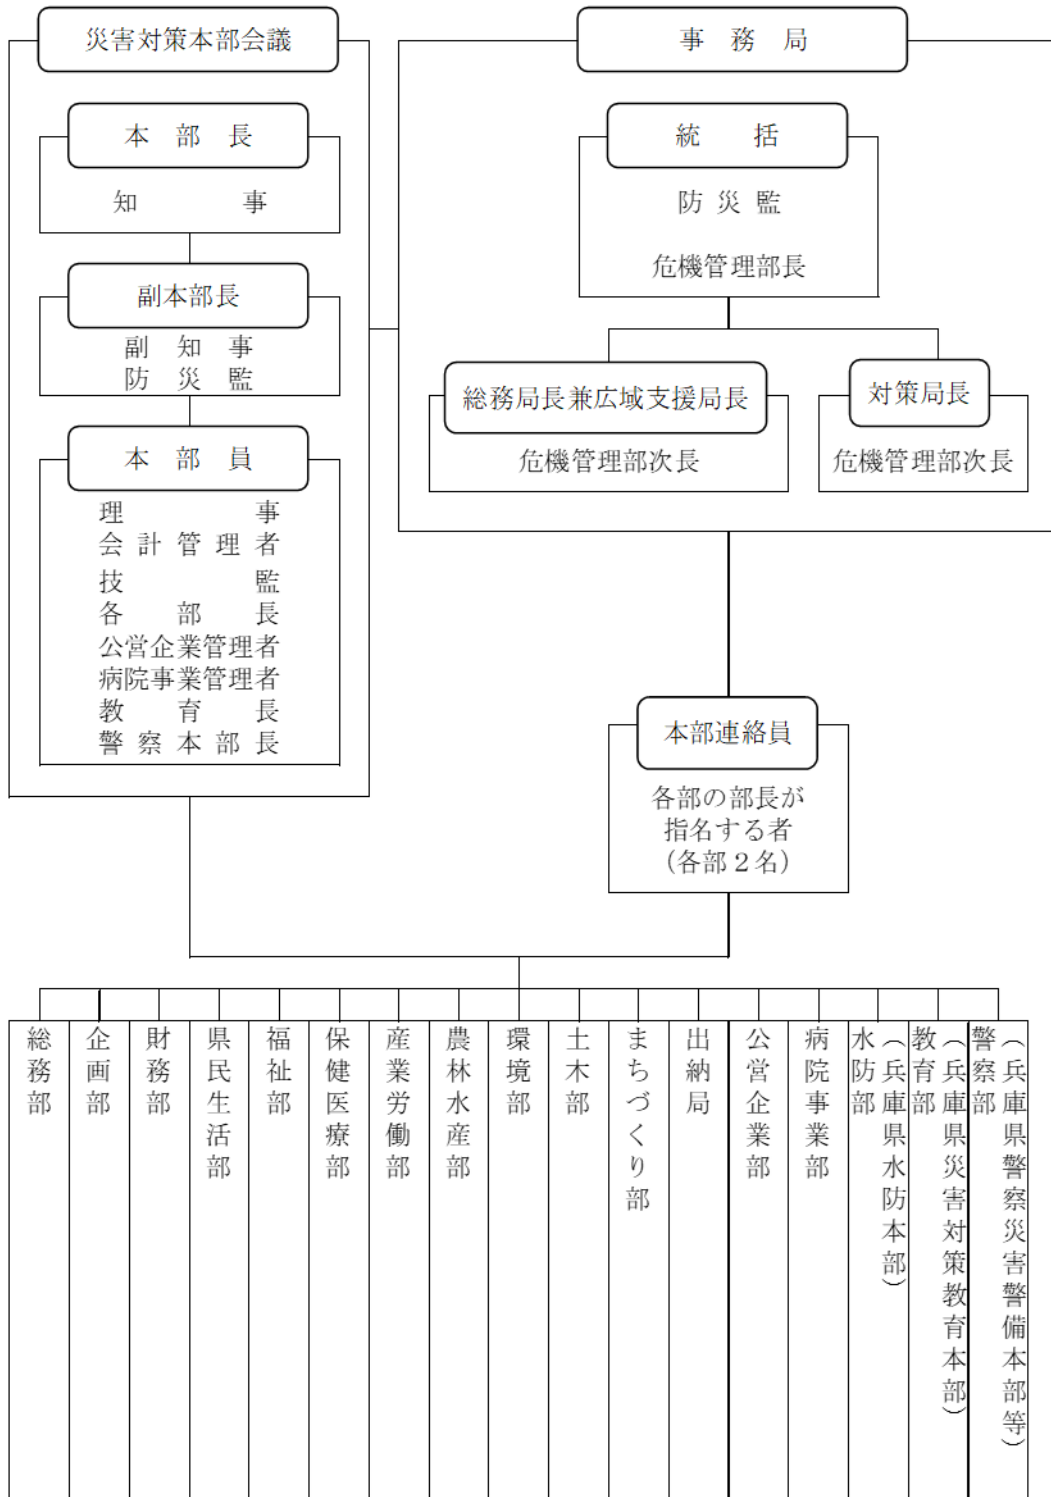 災害対策本部会議
本部長
知事
副本部長
副知事
防災監
本部員
理事
会計管理者
技監
各部長
公営企業管理者
病院事業管理者
教育長
警察本部長
事務局
統括
防災監
危機管理部長
総務局長兼広域支援局長
危機管理部次長
対策局長
危機管理部次長
本部連絡員
各部の部長が
指名する者
（各部２名）
総務部
企画部
財務部
県民生活部
福祉部
保健医療部
産業労働部
農林水産部
環境部
土木部
まちづくり部
出納局
公営企業部
病院事業部
水防部
（兵庫県水防本部）
教育部
（兵庫県災害対策教育本部）
警察部
（兵庫県警察災害警備本部等）